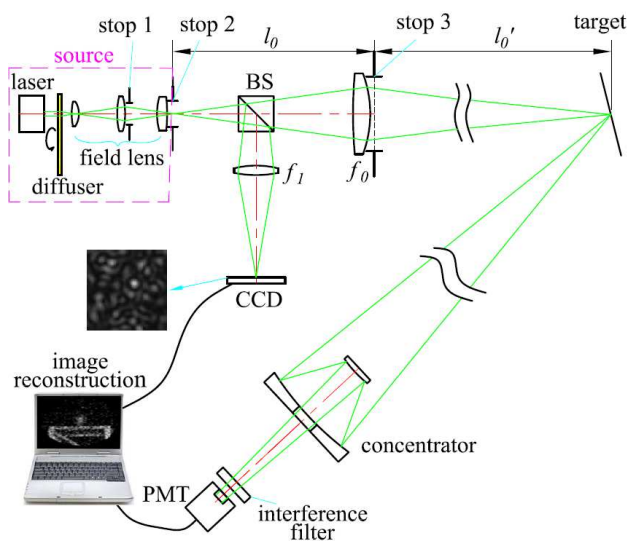 stop 1
stop 2
l₀
stop 3
l₀'
target
source
laser
BS
field lens
diffuser
f₁
f₀
CCD
image
reconstruction
concentrator
PMT
interference
filter